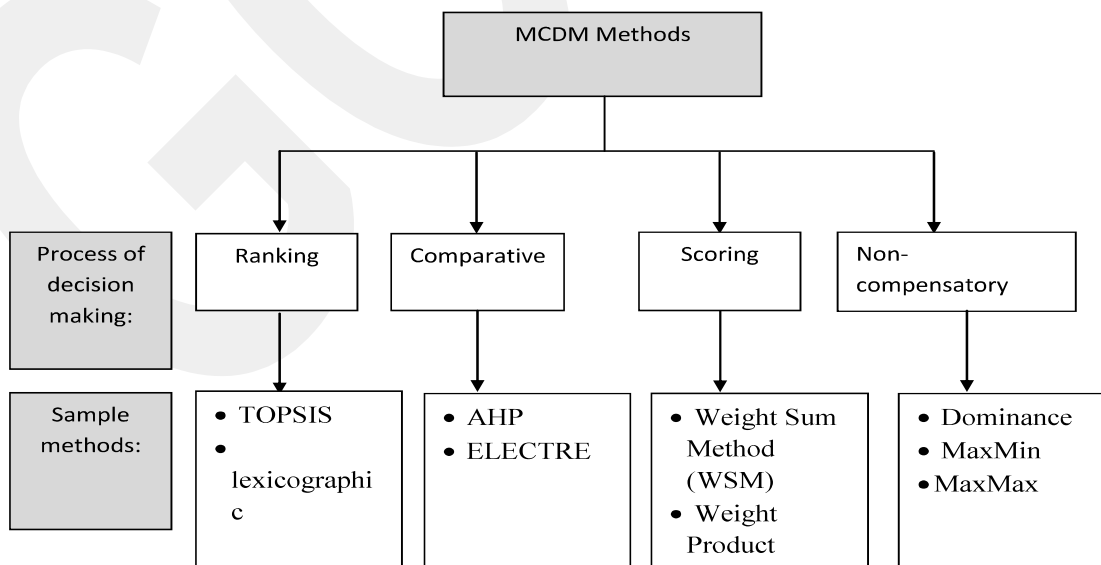 MCDM Methods
Process of
decision
making:
Ranking
Comparative
Scoring
Non-
compensatory
Sample
methods:
• TOPSIS
•
lexicographi
c
• AHP
• ELECTRE
• Weight Sum
Method
(WSM)
• Weight
Product
• Dominance
• MaxMin
• MaxMax